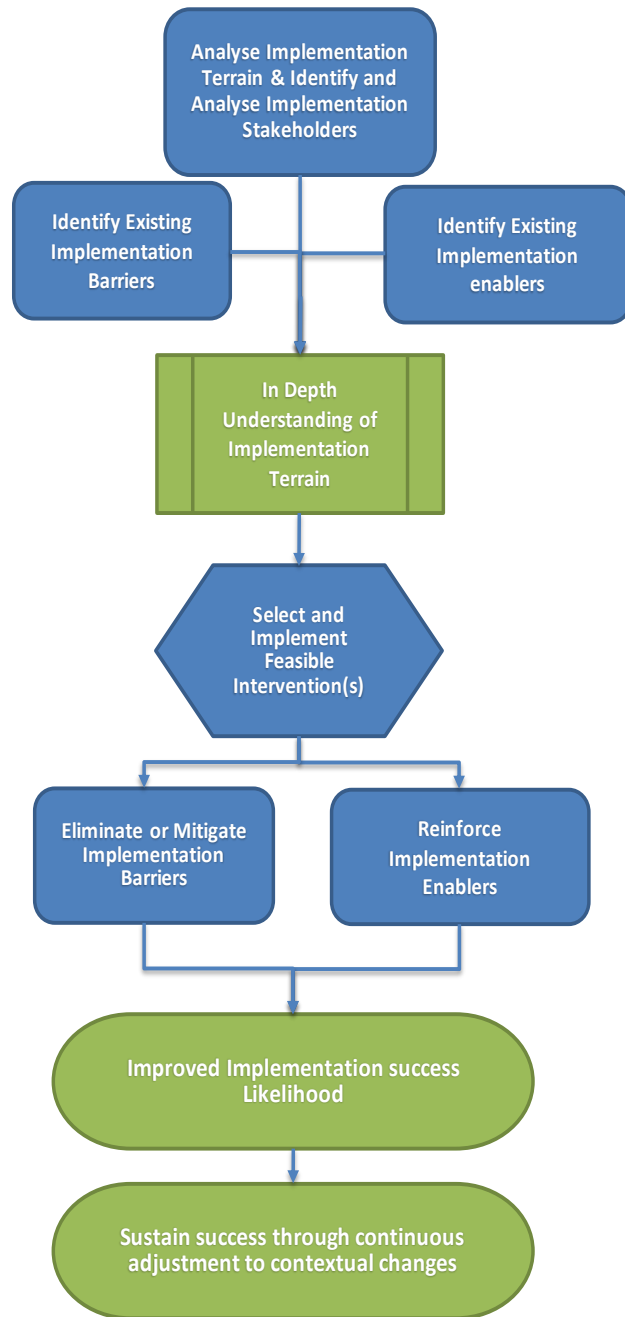 Analyse Implementation
Terrain & Identify and
Analyse Implementation
Stakeholders
Identify Existing
Implementation
Barriers
Identify Existing
Implementation
enablers
In Depth
Understanding of
Implementation
Terrain
Select and
Implement
Feasible
Intervention(s)
Eliminate or Mitigate
Implementation
Barriers
Reinforce
Implementation
Enablers
Improved Implementation success
Likelihood
Sustain success through continuous
adjustment to contextual changes